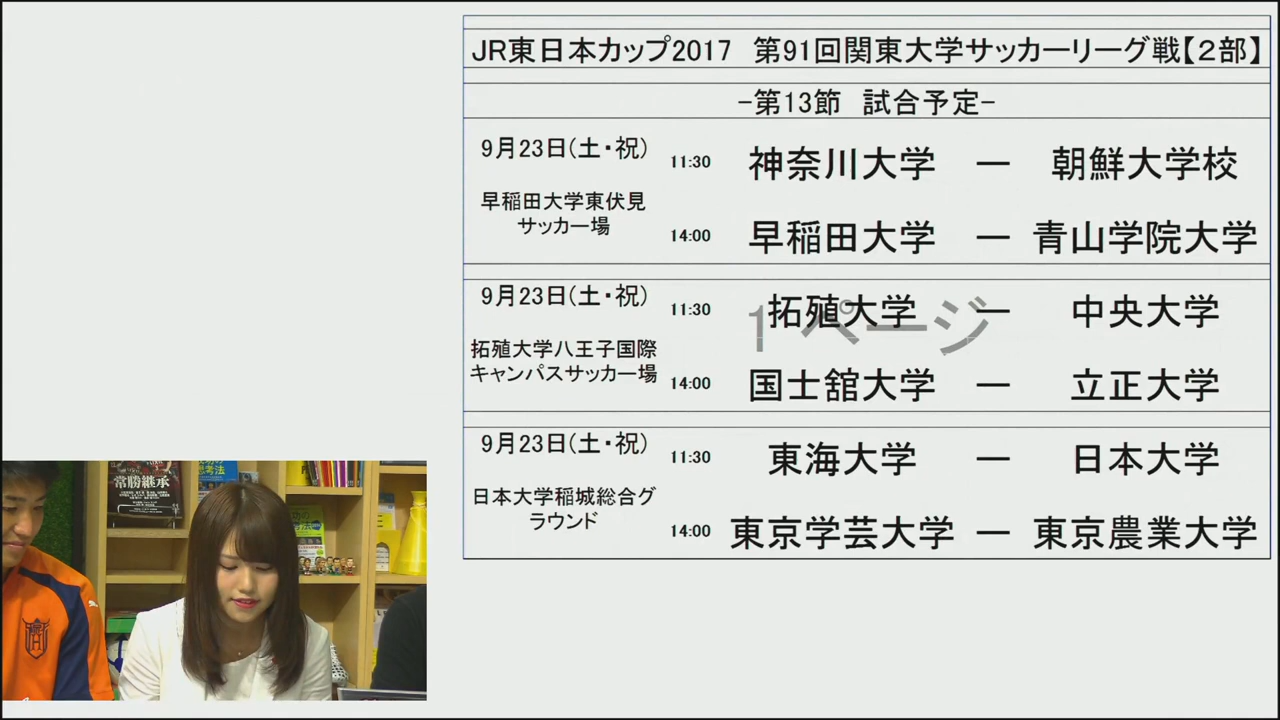 JR東日本カップ2017　第91回関東大学サッカーリーグ戦【2部】
-第13節　試合予定-
9月23日(土・祝)
早稲田大学東伏見
サッカー場
11:30 神奈川大学 ー 朝鮮大学校
14:00 早稲田大学 ー 青山学院大学
9月23日(土・祝)
拓殖大学八王子国際
キャンパスサッカー場
11:30 拓殖大学 ー 中央大学
1 ページ
14:00 国士舘大学 ー 立正大学
9月23日(土・祝)
日本大学稲城総合グ
ラウンド
11:30 東海大学 ー 日本大学
14:00 東京学芸大学 ー 東京農業大学
常勝継承
思考法